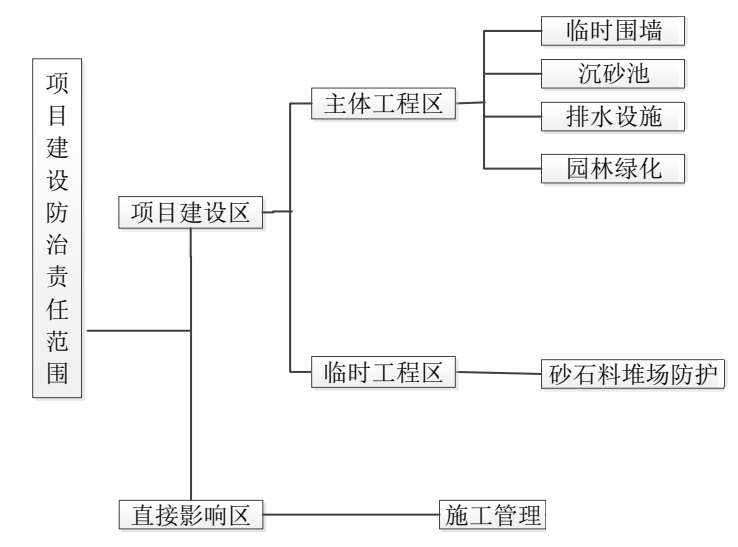 项目建设防治责任范围
项目建设区
主体工程区
临时围墙
沉砂池
排水设施
园林绿化
临时工程区
砂石料堆场防护
直接影响区
施工管理